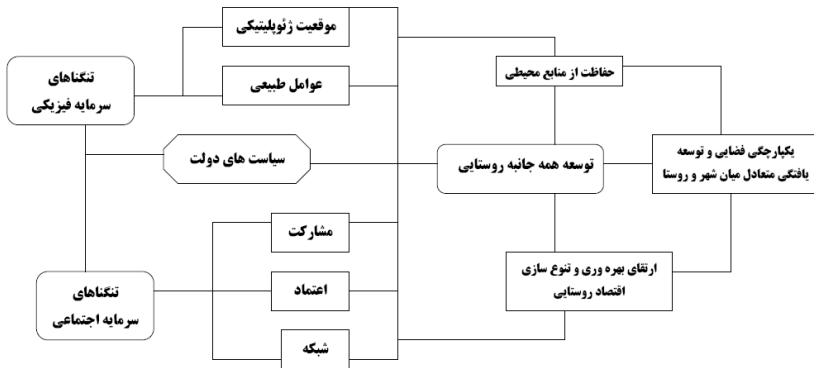 موقعیت ژئوپلیتیکی
عوامل طبیعی
تنگناهای
سرمایه فیزیکی
سیاست های دولت
مشارکت
اعتماد
شبکه
تنگناهای
سرمایه اجتماعی
حفاظت از منابع محیطی
توسعه همه جانبه روستایی
یکپارچگی فضایی و توسعه
یافتگی متعادل میان شهر و روستا
ارتقای بهره وری و تنوع سازی
اقتصاد روستایی